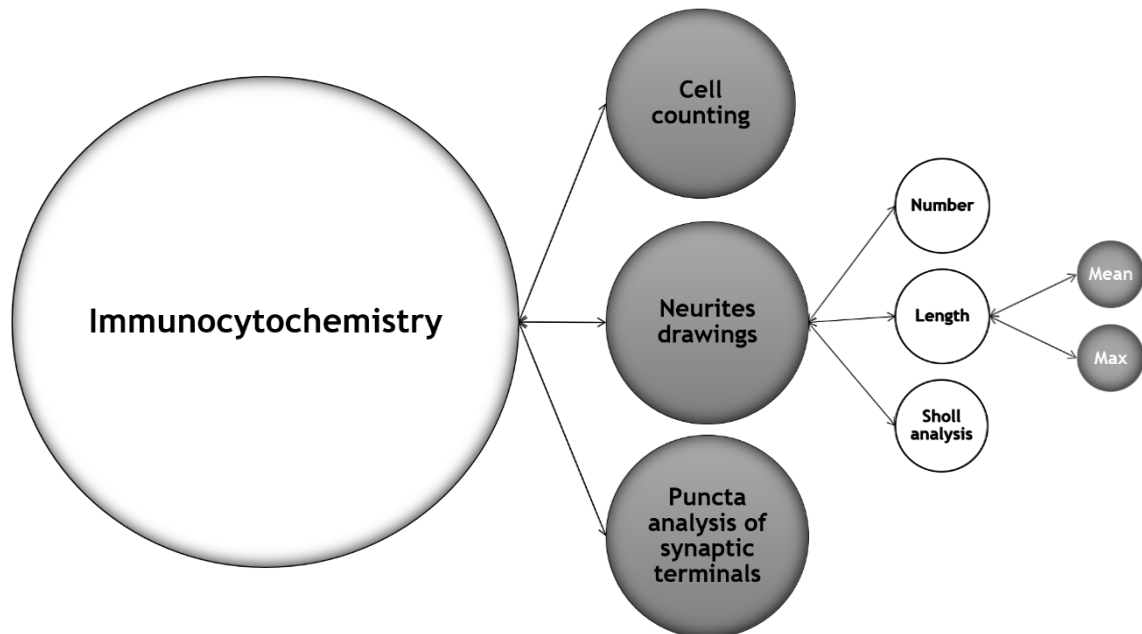 Immunocytochemistry
Cell
counting
Neurites
drawings
Puncta
analysis of
synaptic
terminals
Number
Length
Sholl
analysis
Mean
Max